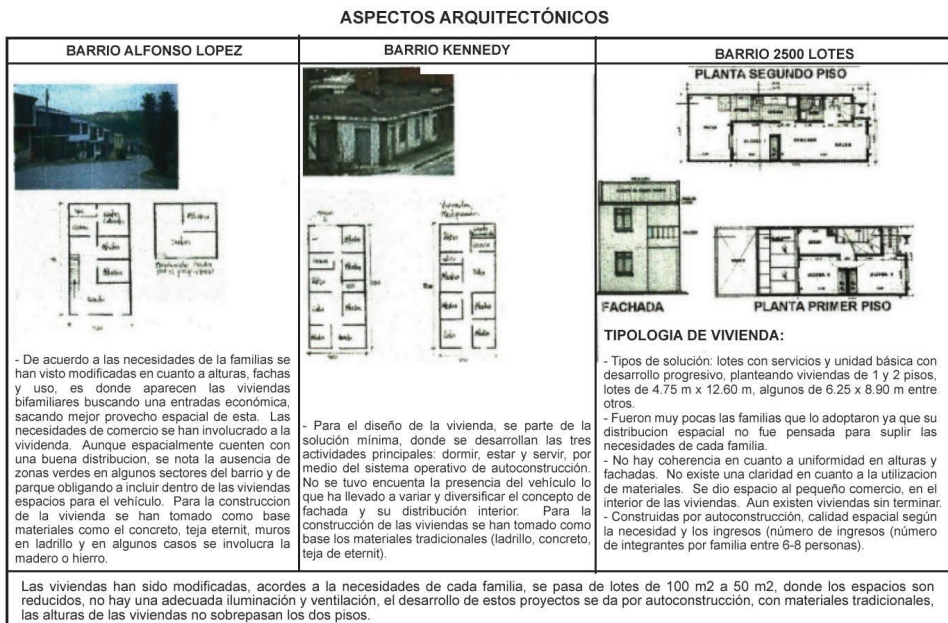 ASPECTOS ARQUITECTÓNICOS
BARRIO ALFONSO LOPEZ
- De acuerdo a las necesidades de la familias se
han visto modificadas en cuanto a alturas, fachas
y uso, es donde aparecen las viviendas
bifamiliares buscando una entradas económica,
sacando mejor provecho espacial de esta. Las
necesidades de comercio se han involucrado a la
vividenda. Aunque espacialmente cuenten con
una buena distribucion, se nota la ausencia de
zonas verdes en algunos sectores del barrio y de
parque obligando a incluir dentro de las viviendas
espacios para el vehículo. Para la construccion
de la vivienda se han tomado como base
materiales como el concreto, teja eternit, muros
en ladrillo y en algunos casos se involucra la
madero o hierro.
BARRIO KENNEDY
- Para el diseño de la vivienda, se parte de la
solución mínima, donde se desarrollan las tres
actividades principales: dormir, estar y servir, por
medio del sistema operativo de autoconstrucción.
No se tuvo encuenta la presencia del vehículo lo
que ha llevado a variar y diversificar el concepto de
fachada y su distribución interior. Para la
construcción de las viviendas se han tomado como
base los materiales tradicionales (ladrillo, concreto,
teja de eternit).
BARRIO 2500 LOTES
PLANTA SEGUNDO PISO
FACHADA
PLANTA PRIMER PISO
TIPOLOGIA DE VIVIENDA:
- Tipos de solución: lotes con servicios y unidad básica con
desarrollo progresivo, planteando viviendas de 1 y 2 pisos,
lotes de 4.75 m x 12.60 m, algunos de 6.25 x 8.90 m entre
otros.
- Fueron muy pocas las familias que lo adoptaron ya que su
distribucion espacial no fue pensada para suplir las
necesidades de cada familia.
- No hay coherencia en cuanto a uniformidad en alturas y
fachadas. No existe una claridad en cuanto a la utilizacion
de materiales. Se dio espacio al pequeño comercio, en el
interior de las viviendas. Aun existen viviendas sin terminar.
- Construidas por autoconstrucción, calidad espacial según
la necesidad y los ingresos (número de ingresos (número
de integrantes por familia entre 6-8 personas).
Las viviendas han sido modificadas, acordes a la necesidades de cada familia, se pasa de lotes de 100 m2 a 50 m2, donde los espacios son
reducidos, no hay una adecuada iluminación y ventilación, el desarrollo de estos proyectos se da por autoconstrucción, con materiales tradicionales,
las alturas de las viviendas no sobrepasan los dos pisos.